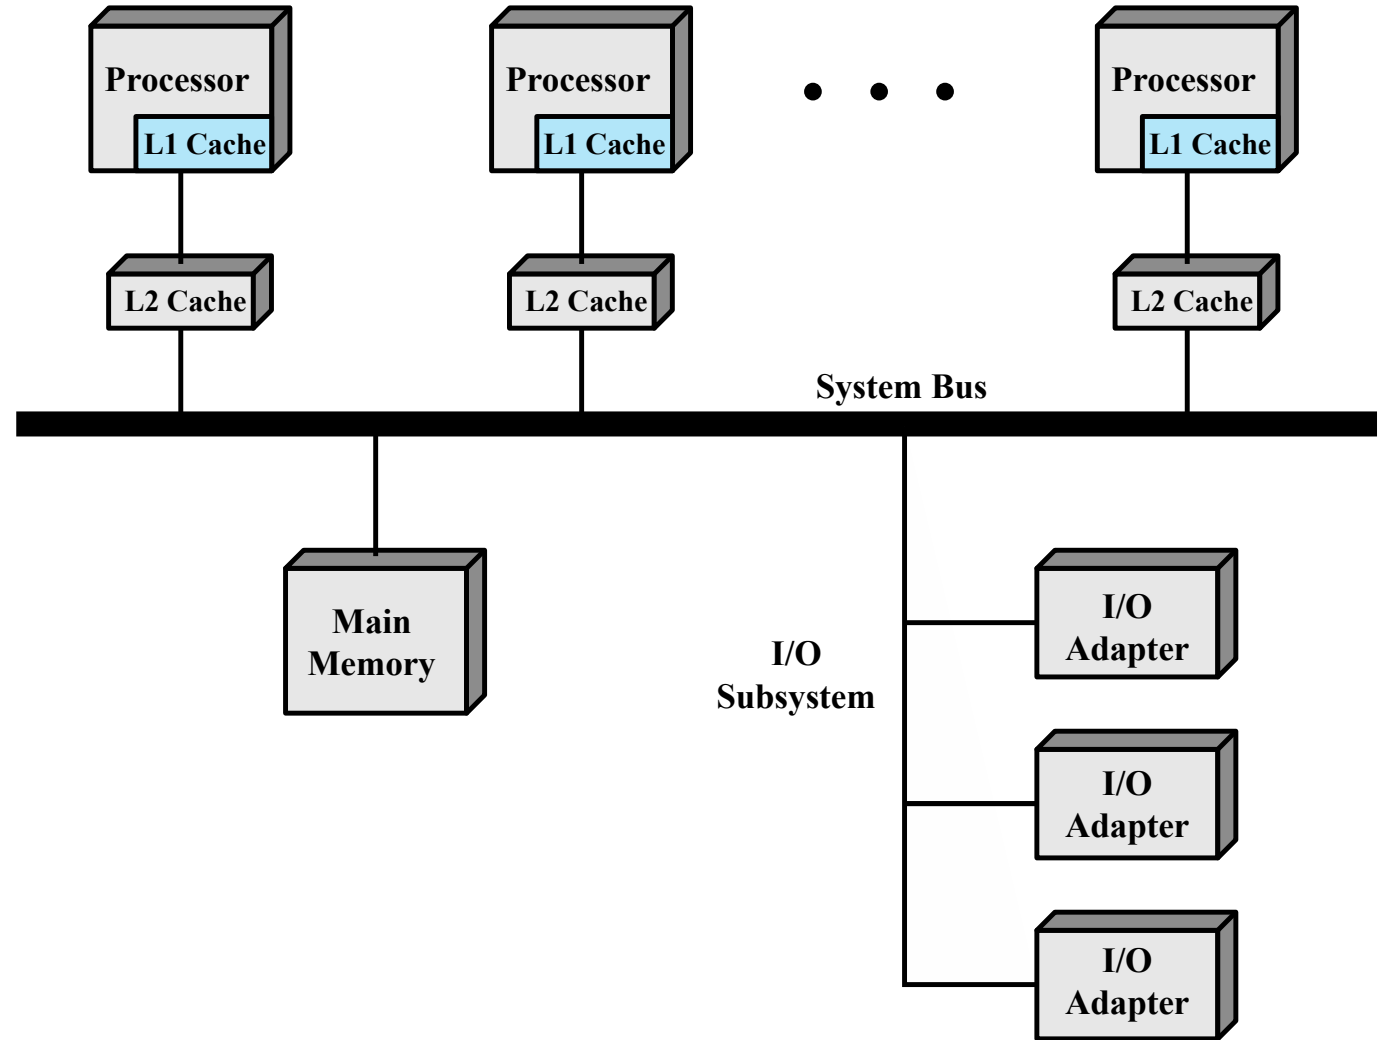 Processor
L1 Cache
Processor
L1 Cache
Processor
L1 Cache
L2 Cache
L2 Cache
L2 Cache
System Bus
Main
Memory
I/O
Subsystem
I/O
Adapter
I/O
Adapter
I/O
Adapter